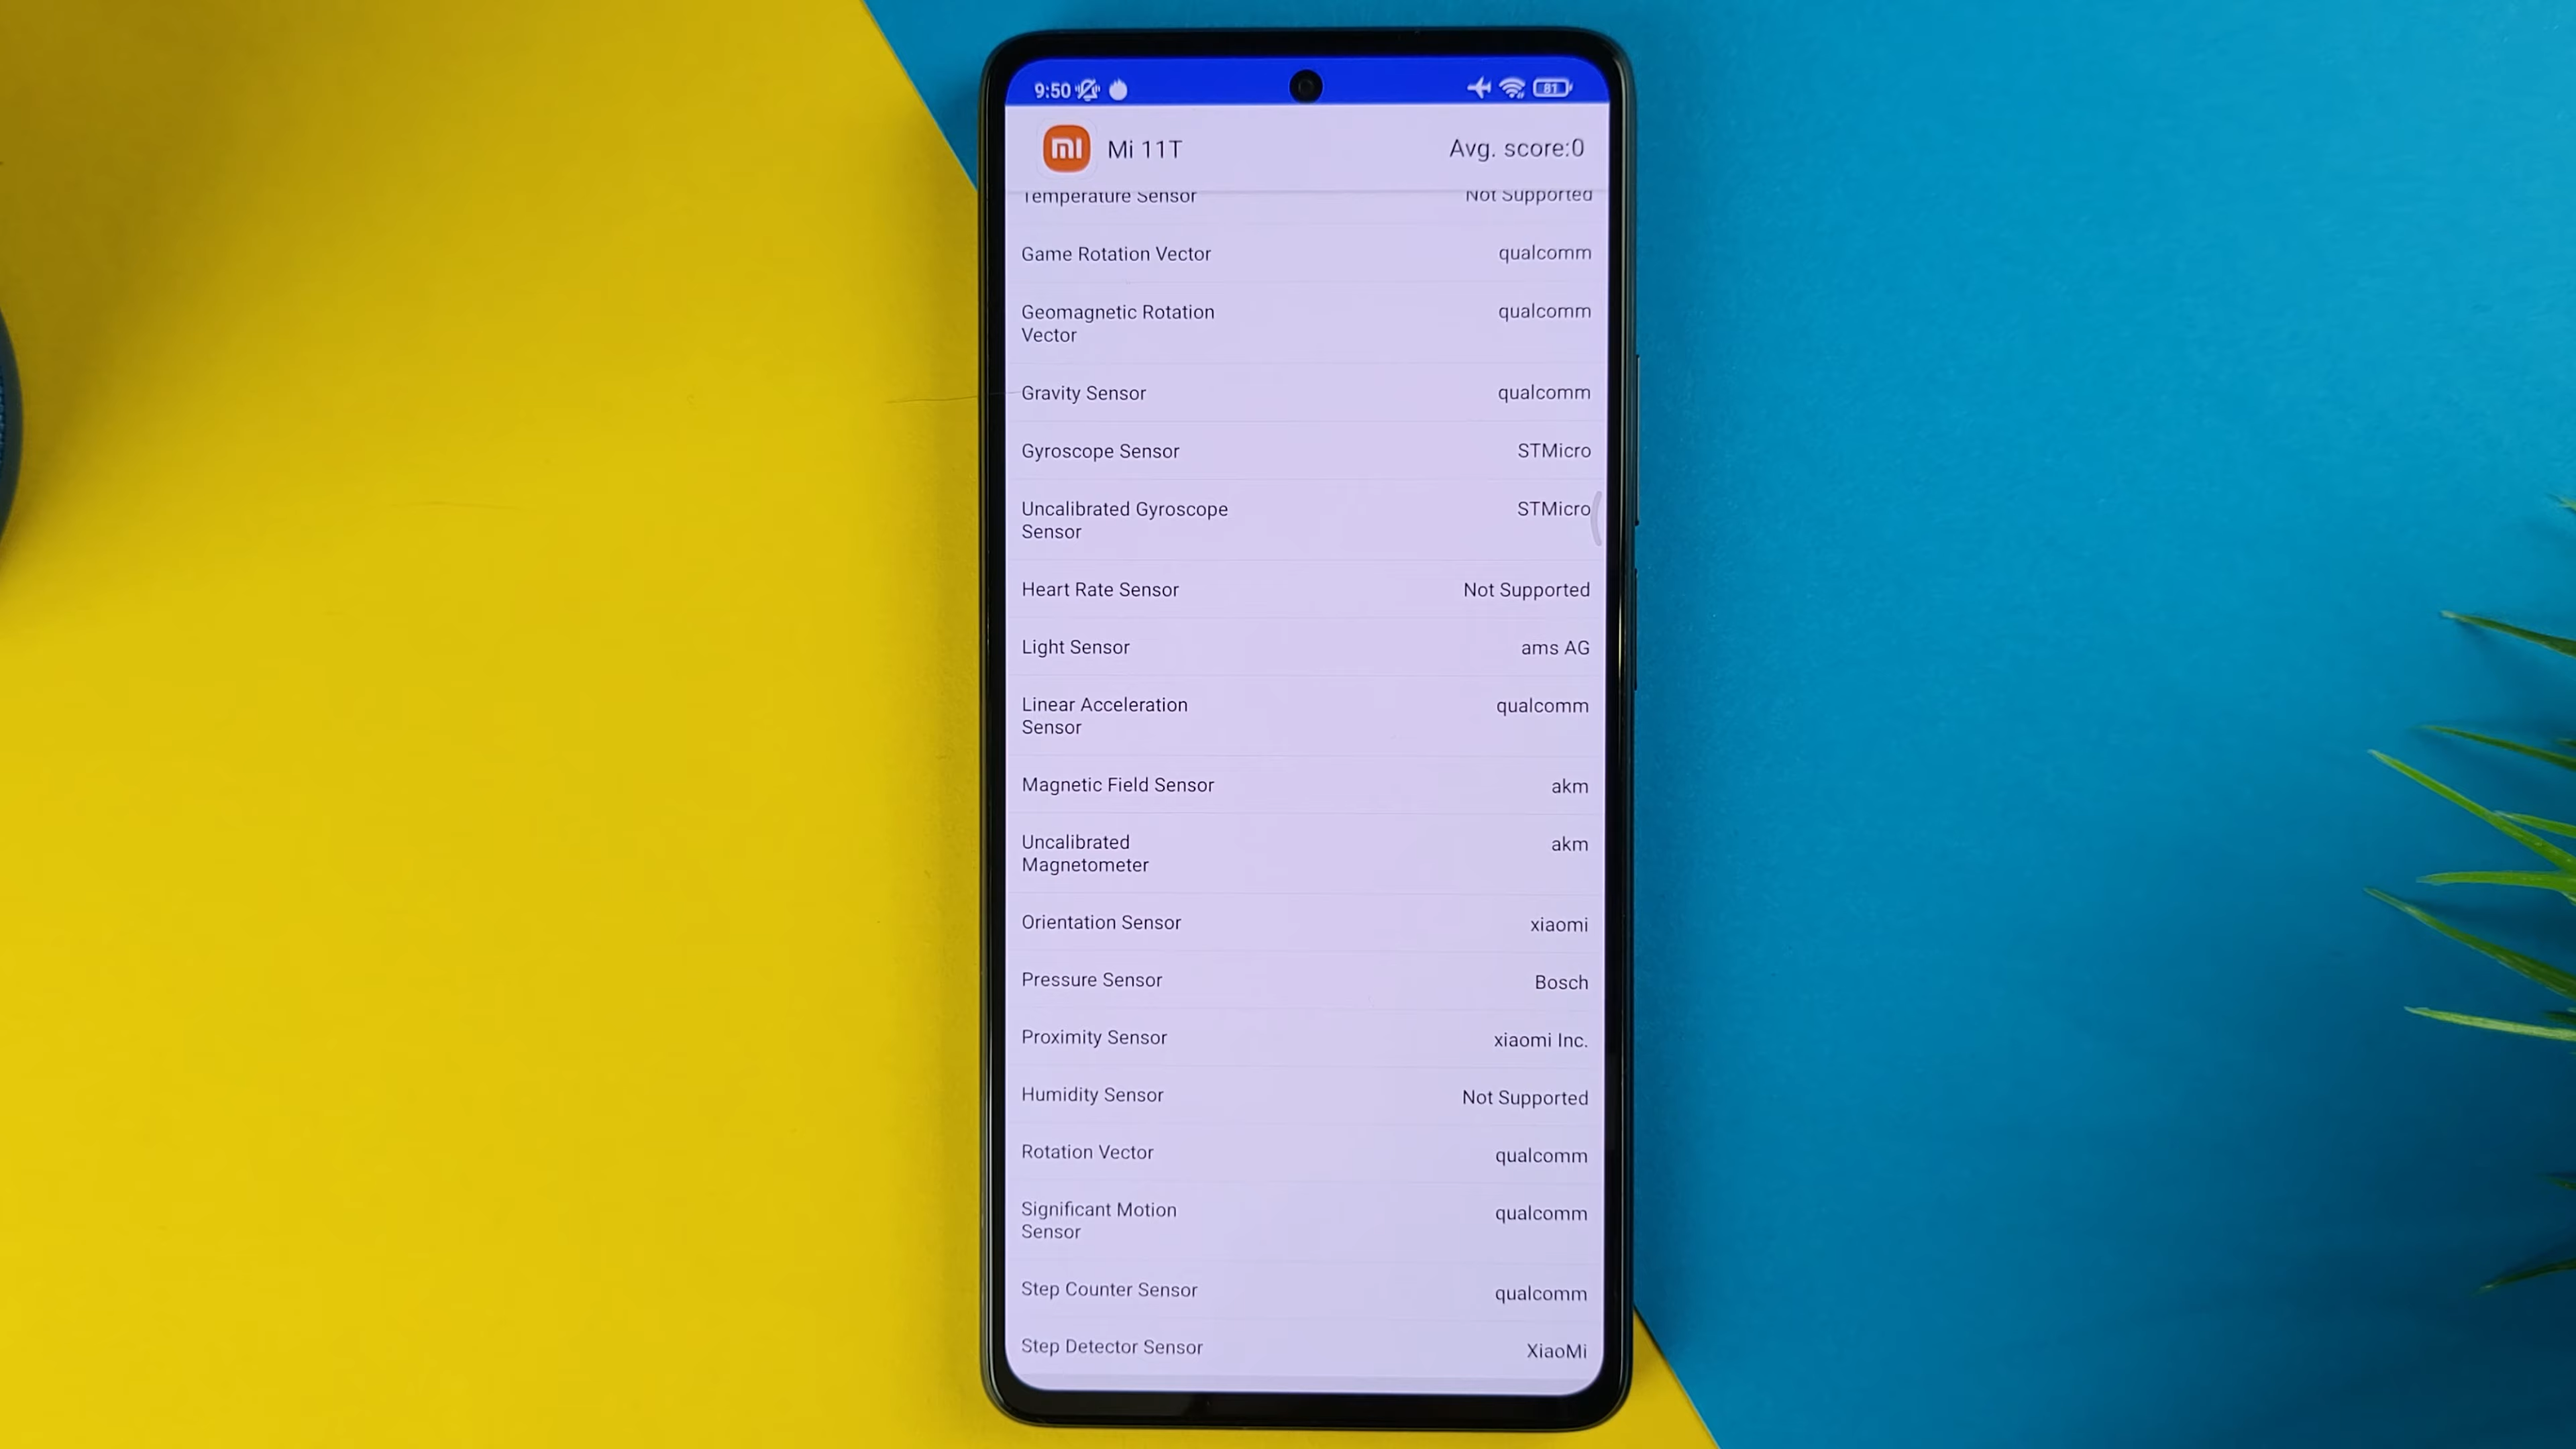 9:50 81
mi Mi 11T Avg. score:0
Temperature Sensor Not Supported
Game Rotation Vector qualcomm
Geomagnetic Rotation qualcomm
Vector
Gravity Sensor qualcomm
Gyroscope Sensor STMicro
Uncalibrated Gyroscope STMicro
Sensor
Heart Rate Sensor Not Supported
Light Sensor ams AG
Linear Acceleration qualcomm
Sensor
Magnetic Field Sensor akm
Uncalibrated akm
Magnetometer
Orientation Sensor xiaomi
Pressure Sensor Bosch
Proximity Sensor xiaomi Inc.
Humidity Sensor Not Supported
Rotation Vector qualcomm
Significant Motion qualcomm
Sensor
Step Counter Sensor qualcomm
Step Detector Sensor XiaoMi